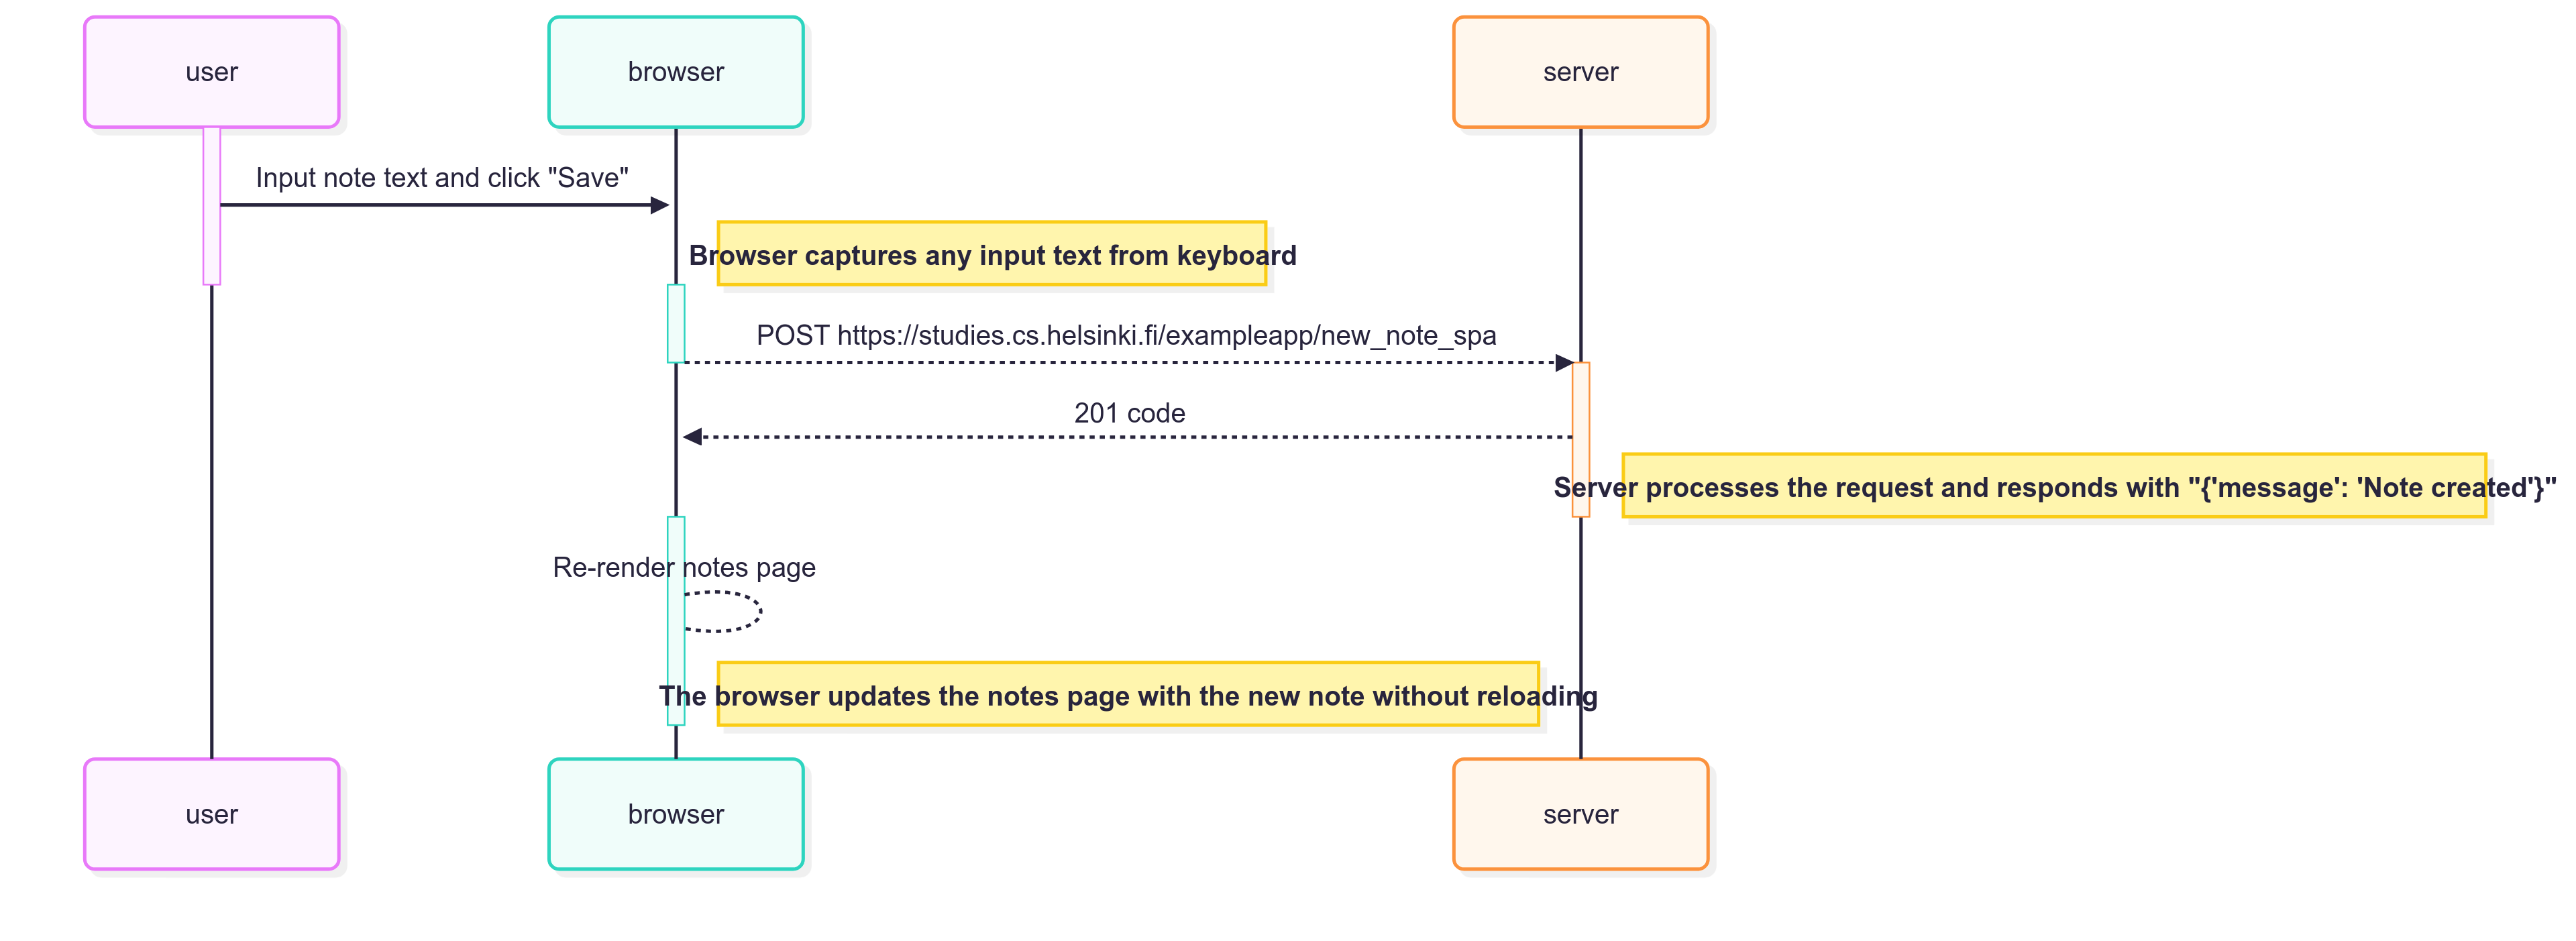 user
browser
server
Input note text and click "Save"
Browser captures any input text from keyboard
POST https://studies.cs.helsinki.fi/exampleapp/new_note_spa
201 code
Server processes the request and responds with "{'message': 'Note created'}"
Re-render notes page
The browser updates the notes page with the new note without reloading
user
browser
server